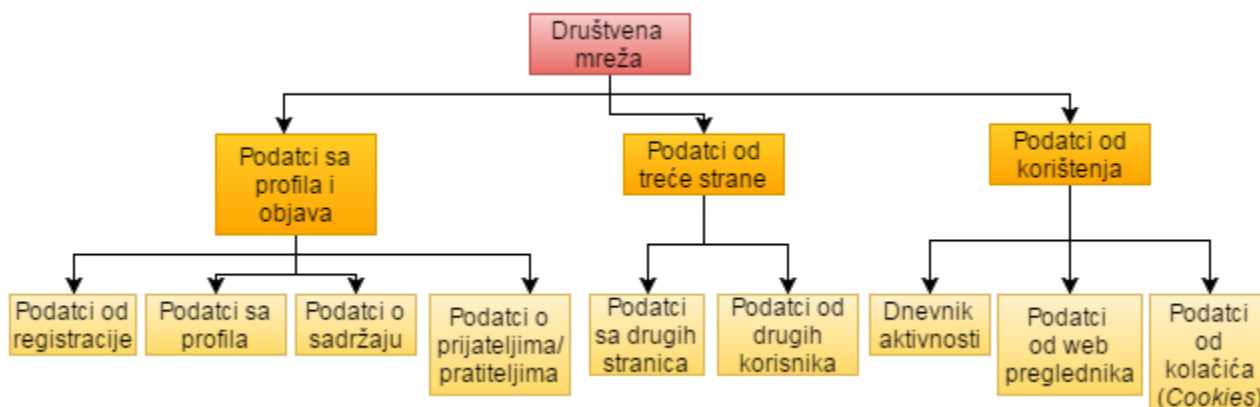 Društvena
mreža
Podatci sa
profila i
objava
Podatci od
treće strane
Podatci od
korištenja
Podatci od
registracije
Podatci sa
profila
Podatci o
sadržaju
Podatci o
prijateljima/
pratiteljima
Podatci
sa drugih
stranica
Podatci od
drugih
korisnika
Dnevnik
aktivnosti
Podatci
od web
preglednika
Podatci
od
kolačića
(Cookies)